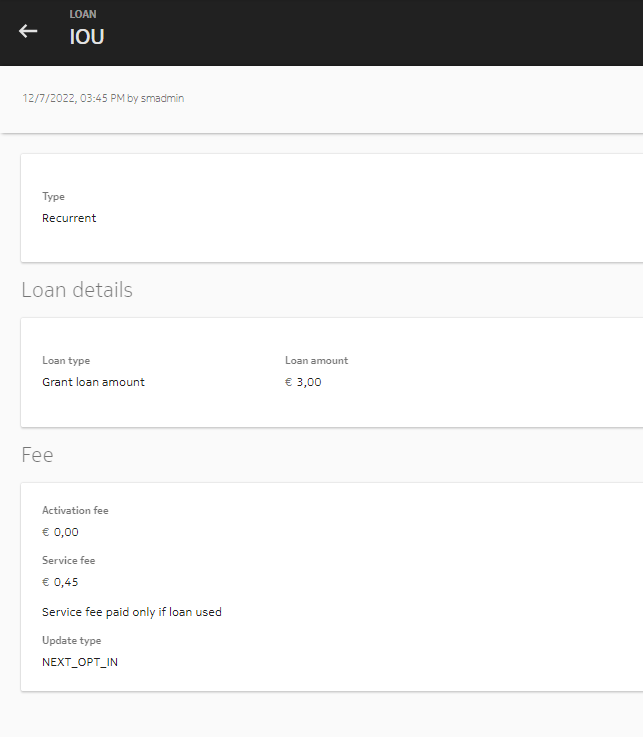 LOAN
IOU
12/7/2022, 03:45 PM by smadmin
Type
Recurrent
Loan details
Loan type
Loan amount
Grant loan amount
€ 3,00
Fee
Activation fee
€ 0,00
Service fee
€ 0,45
Service fee paid only if loan used
Update type
NEXT_OPT_IN